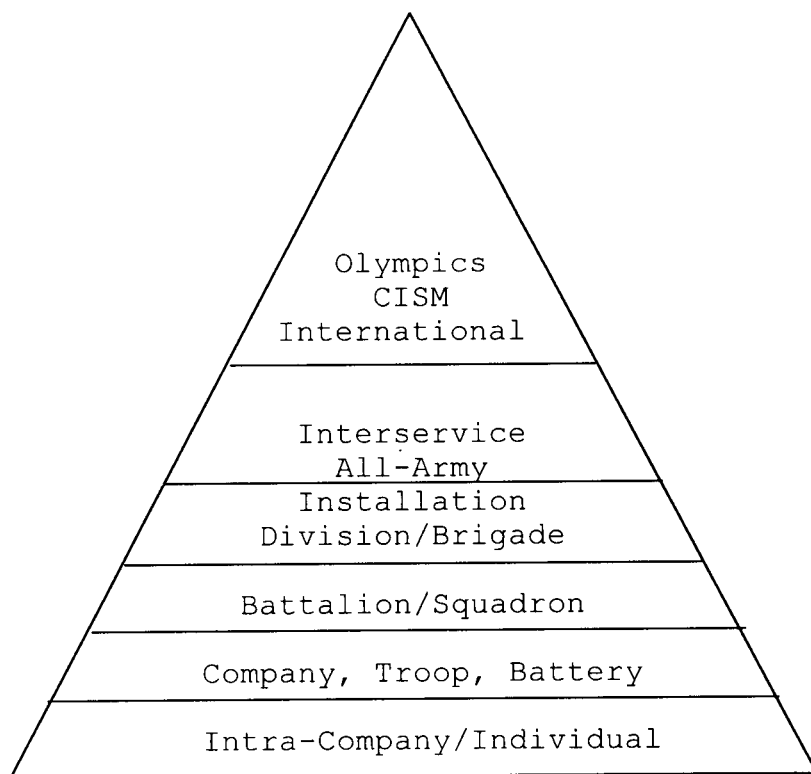 Olympics
CISM
International
Interservice
All-Army
Installation
Division/Brigade
Battalion/Squadron
Company, Troop, Battery
Intra-Company/Individual